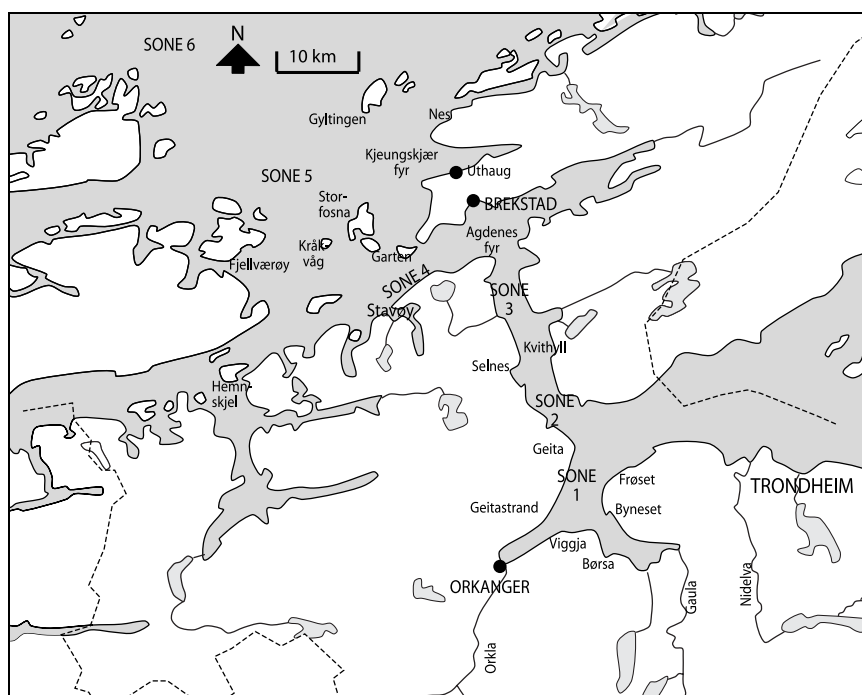 SONE 6
N
10 km
Gyltingen
Nes
Kjeungskjær
fyr
Uthaug
SONE 5
Stor-
fosna
BREKSTAD
Kråk-
våg
Agdenes
fyr
Garten
Fjellværøy
SONE 4
SONE
3
Stavøy
Kvithyll
Selnes
Hemn-
skjel
SONE
2
Geita
SONE
1
Frøset
TRONDHEIM
Geitastrand
Byneset
Viggja
Børsa
ORKANGER
Gaula
Nidelva
Orkla